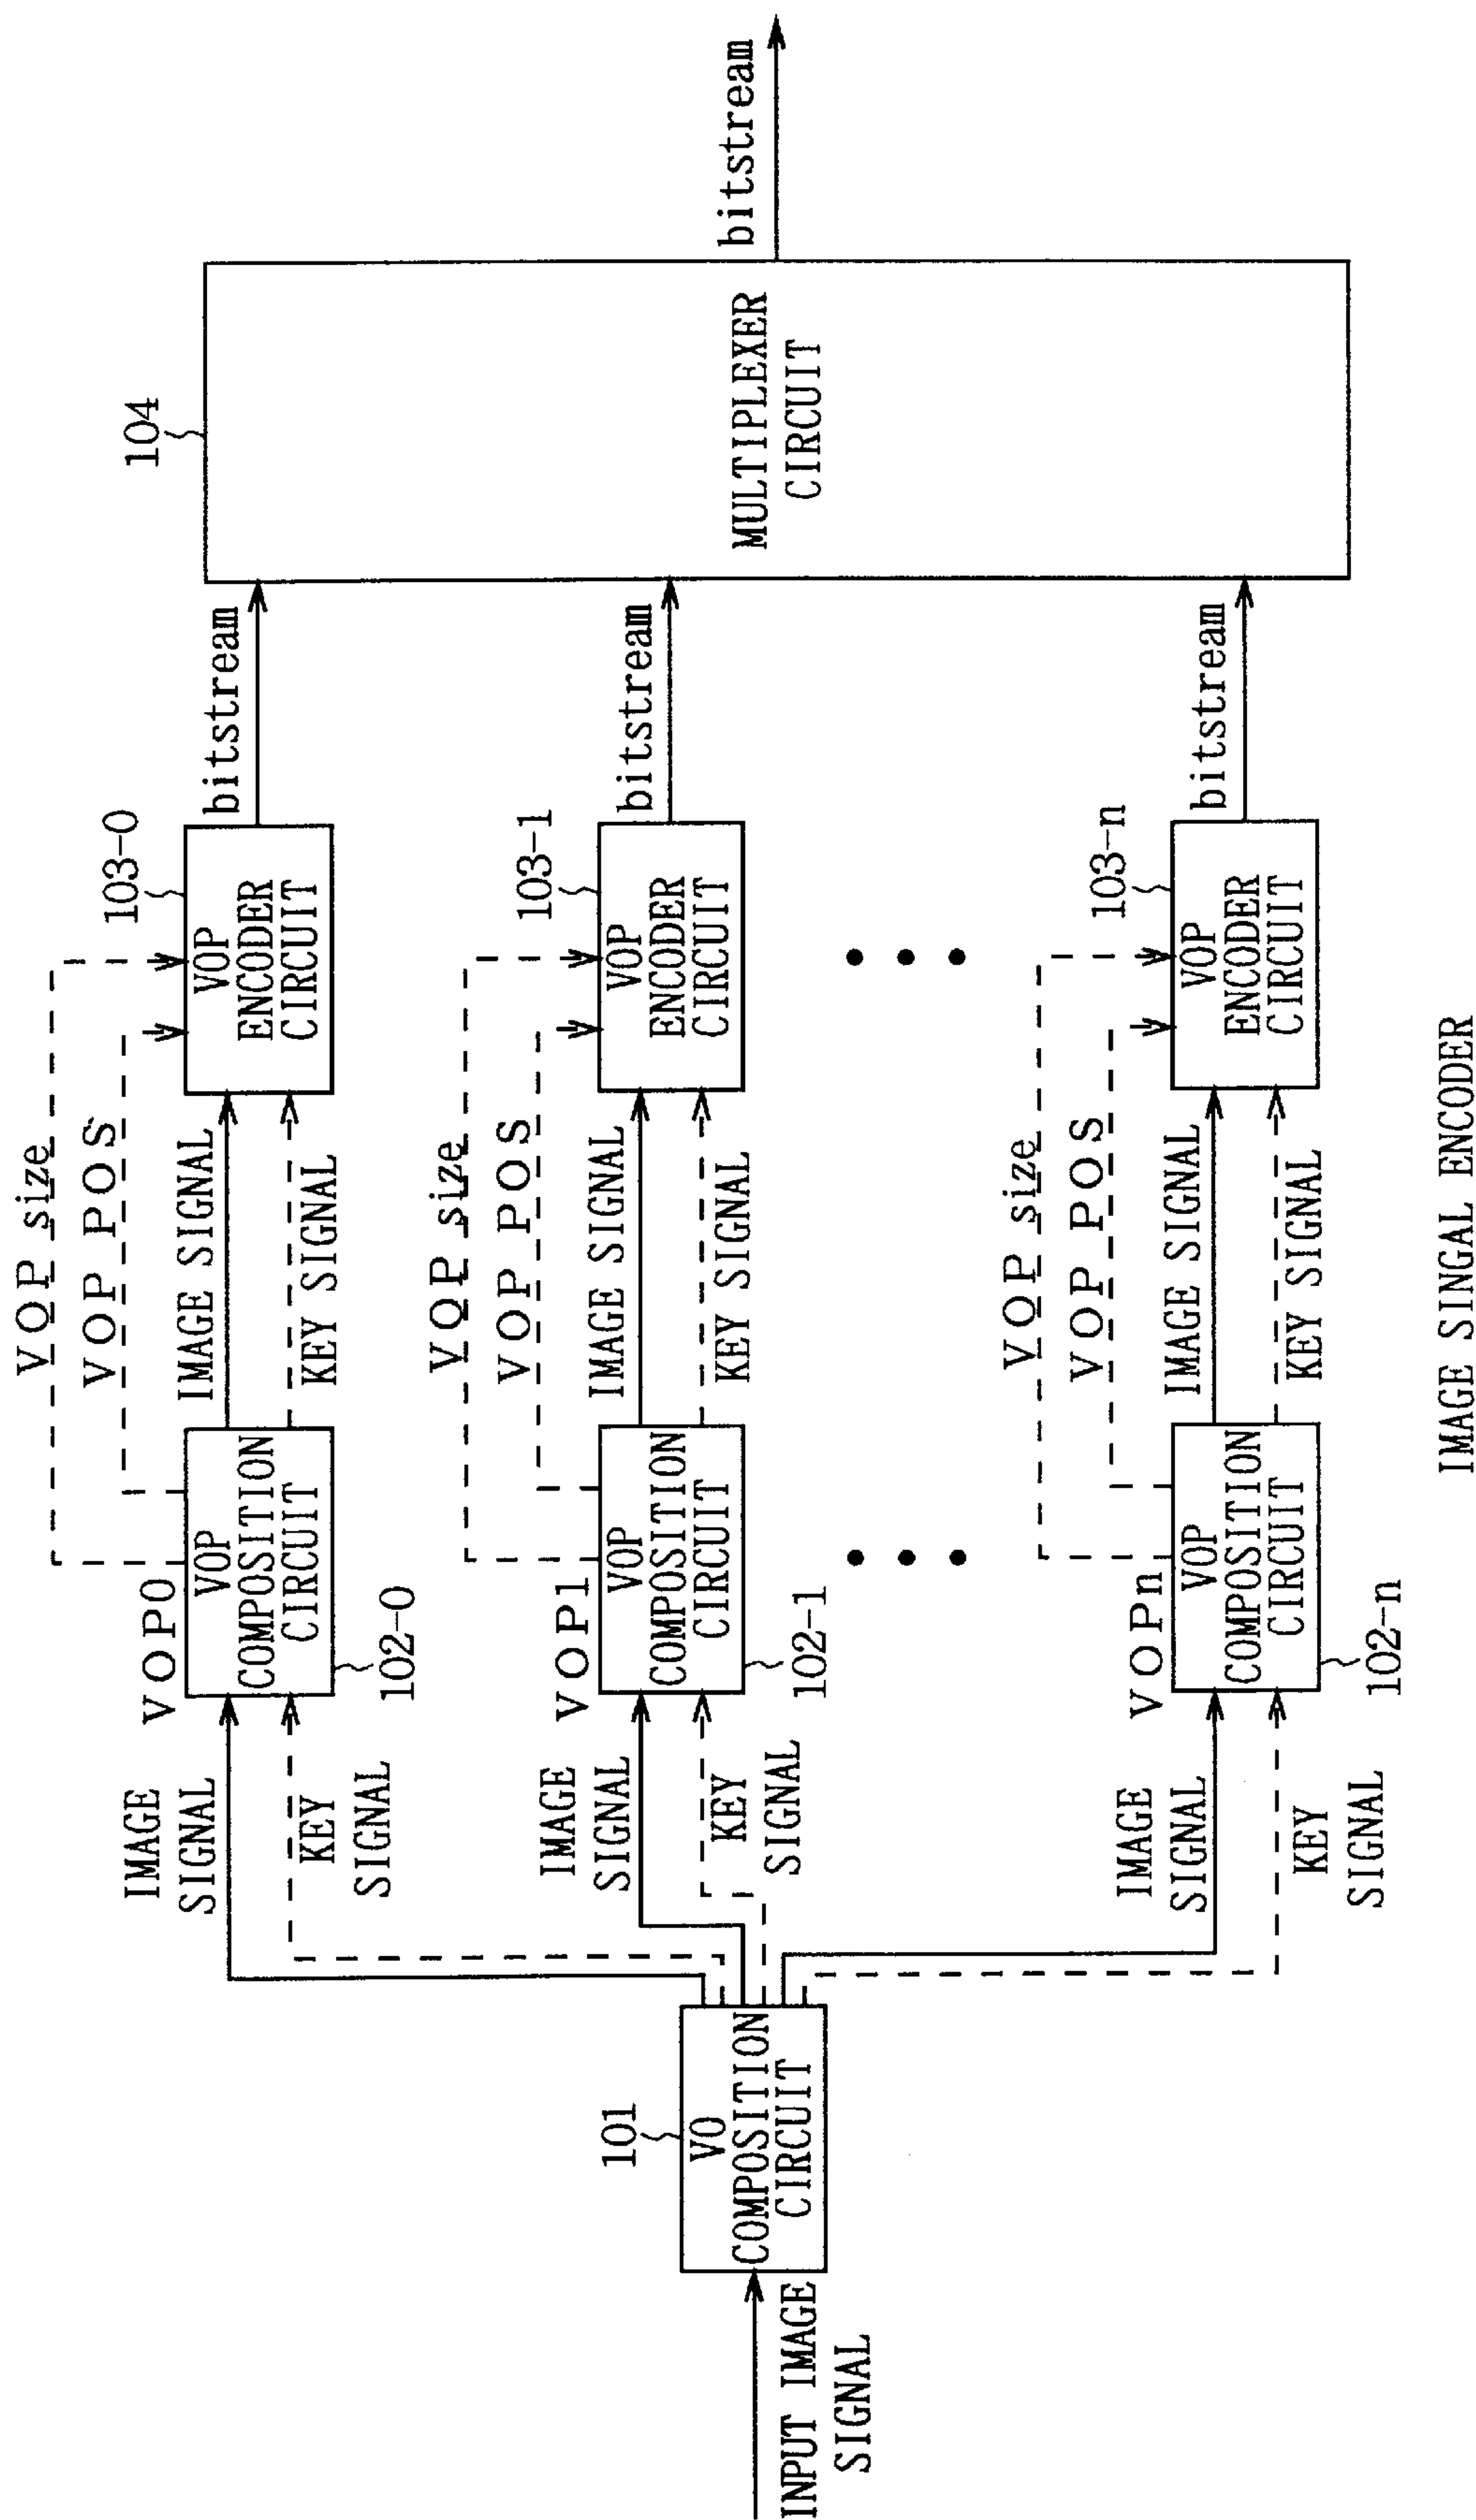 INPUT IMAGE
SIGNAL
101
VO
COMPOSITION
CIRCUIT
IMAGE
SIGNAL
KEY
SIGNAL
VOP0
VOP
COMPOSITION
CIRCUIT
102-0
VOP size
VOP POS
IMAGE SIGNAL
KEY SIGNAL
103-0
VOP
ENCODER
CIRCUIT
bitstream
IMAGE
SIGNAL
KEY
SIGNAL
VOP1
VOP
COMPOSITION
CIRCUIT
102-1
VOP size
VOP POS
IMAGE SIGNAL
KEY SIGNAL
103-1
VOP
ENCODER
CIRCUIT
bitstream
IMAGE
SIGNAL
KEY
SIGNAL
VOPn
VOP
COMPOSITION
CIRCUIT
102-n
VOP size
VOP POS
IMAGE SIGNAL
KEY SIGNAL
103-n
VOP
ENCODER
CIRCUIT
bitstream
104
MULTIPLEXER
CIRCUIT
bitstream
IMAGE SINGAL ENCODER